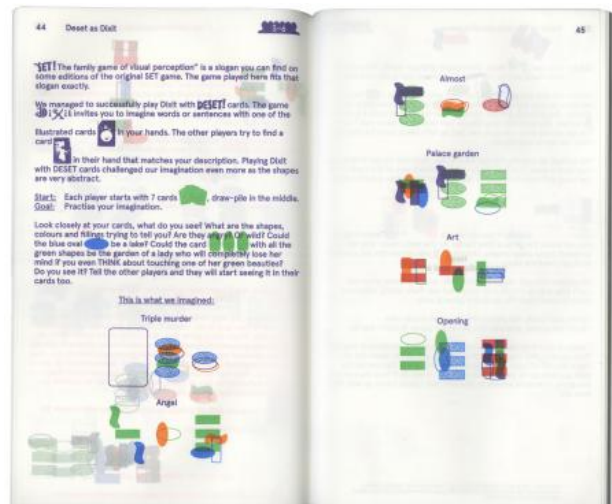 44 Deset as Dixit
"SET! The family game of visual perception" is a slogan you can find on
some editions of the original SET game. The game played here fits that
slogan exactly.
We managed to successfully play Dixit with DESET! cards. The game
Dixit invites you to imagine words or sentences with one of the
illustrated cards in your hands. The other players try to find a
card
in their hand that matches your description. Playing Dixit
with DESET cards challenged our imagination even more as the shapes
are very abstract.
Start: Each player starts with 7 cards , draw-pile in the middle.
Goal: Practise your imagination.
Look closely at your cards, what do you see? What are the shapes,
colours and fillings trying to tell you? Are they angry? Or wild? Could
the blue oval be a lake? Could the card with all the
green shapes be the garden of a lady who will completely lose her
mind if you even THINK about touching one of her green beauties?
Do you see it? Tell the other players and they will start seeing it in their
cards too.
This is what we imagined:
Triple murder
Angel
45
Almost
Palace garden
Art
Opening